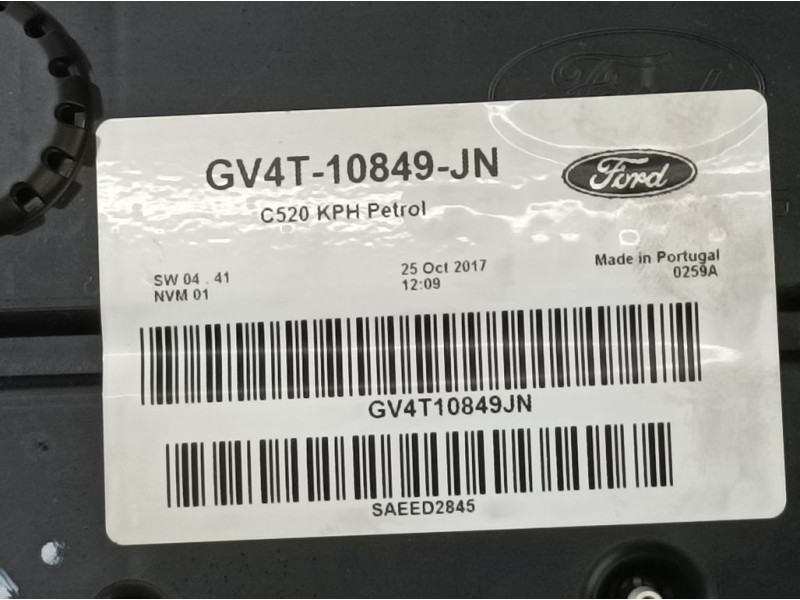 GV4T-10849-JN
Ford
C520 KPH Petrol
SW 04 . 41
NVM 01
25 Oct 2017
12:09
Made in Portugal
0259A
GV4T10849JN
SAEED2845